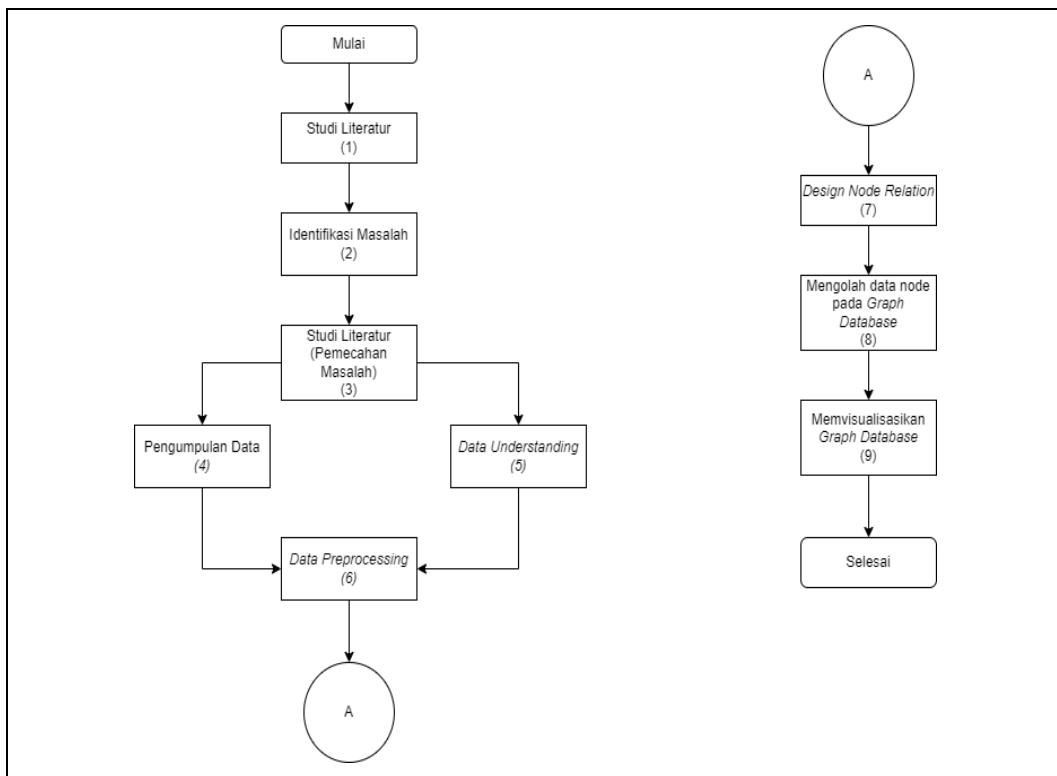 Mulai
Studi Literatur
(1)
Identifikasi Masalah
(2)
Studi Literatur
(Pemecahan
Masalah)
(3)
Pengumpulan Data
(4)
Data Understanding
(5)
Data Preprocessing
(6)
A
A
Design Node Relation
(7)
Mengolah data node
pada Graph
Database
(8)
Memvisualisasikan
Graph Database
(9)
Selesai